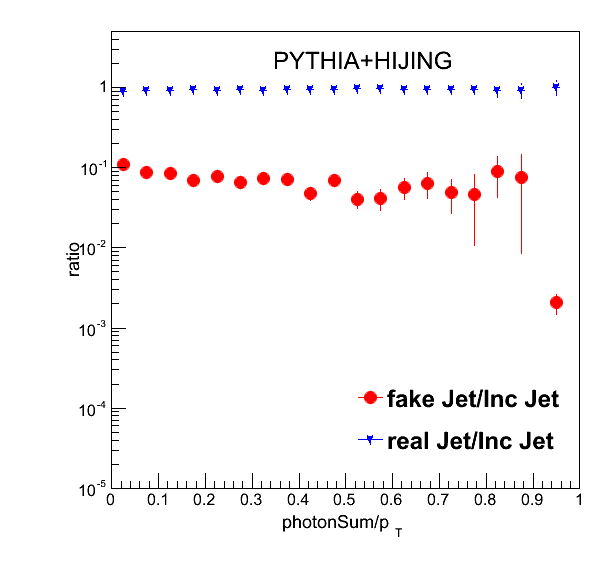 PYTHIA+HIJING
1
10^-1
10^-2
10^-3
10^-4
10^-5
ratio
fake Jet/Inc Jet
real Jet/Inc Jet
0 0.1 0.2 0.3 0.4 0.5 0.6 0.7 0.8 0.9 1
photonSum/p_T